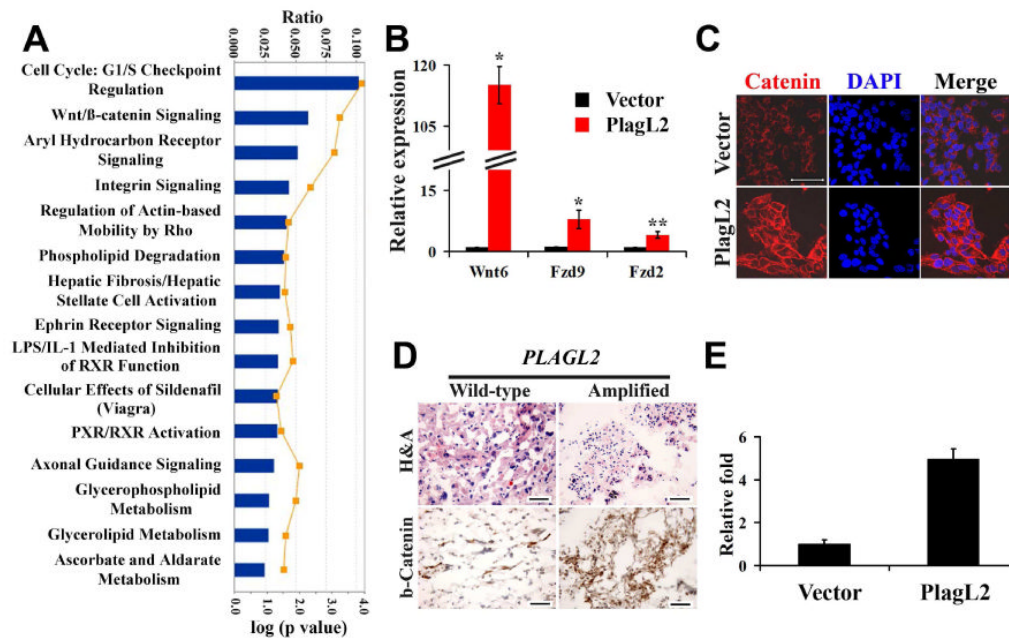 A
Ratio
0.000
0.025
0.050
0.075
0.100
Cell Cycle: G1/S Checkpoint
Regulation
Wnt/ß-catenin Signaling
Aryl Hydrocarbon Receptor
Signaling
Integrin Signaling
Regulation of Actin-based
Mobility by Rho
Phospholipid Degradation
Hepatic Fibrosis/Hepatic
Stellate Cell Activation
Ephrin Receptor Signaling
LPS/IL-1 Mediated Inhibition
of RXR Function
Cellular Effects of Sildenafil
(Viagra)
PXR/RXR Activation
Axonal Guidance Signaling
Glycerophospholipid
Metabolism
Glycerolipid Metabolism
Ascorbate and Aldarate
Metabolism
0.0
1.0
2.0
3.0
4.0
log (p value)
B
Relative expression
120
105
15
0
*
*
**
Vector
PlagL2
Wnt6
Fzd9
Fzd2
C
Catenin
DAPI
Merge
Vector
PlagL2
D
PLAGL2
Wild-type
Amplified
H&A
b-Catenin
E
Relative fold
6
4
2
0
Vector
PlagL2